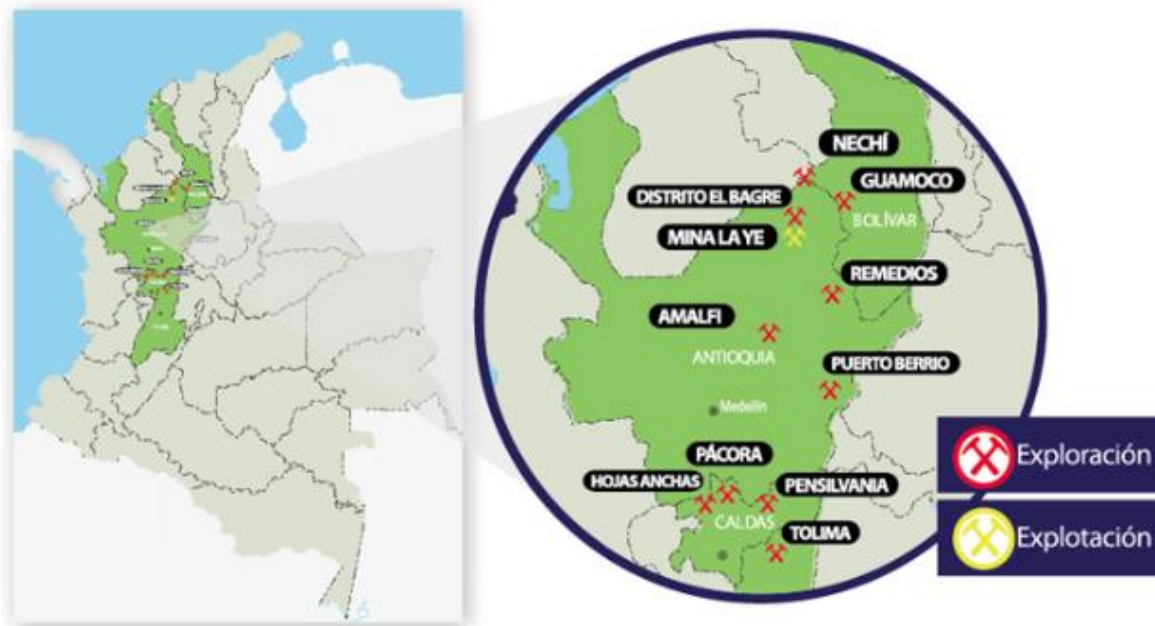 NECHÍ
GUAMOCO
DISTRITO EL BAGRE
BOLÍVAR
MINA LA YE
REMEDIOS
AMALFI
ANTIOQUIA
PUERTO BERRIO
Medellín
PÁCORA
HOJAS ANCHAS
PENSILVANIA
CALDAS
TOLIMA
Exploración
Explotación